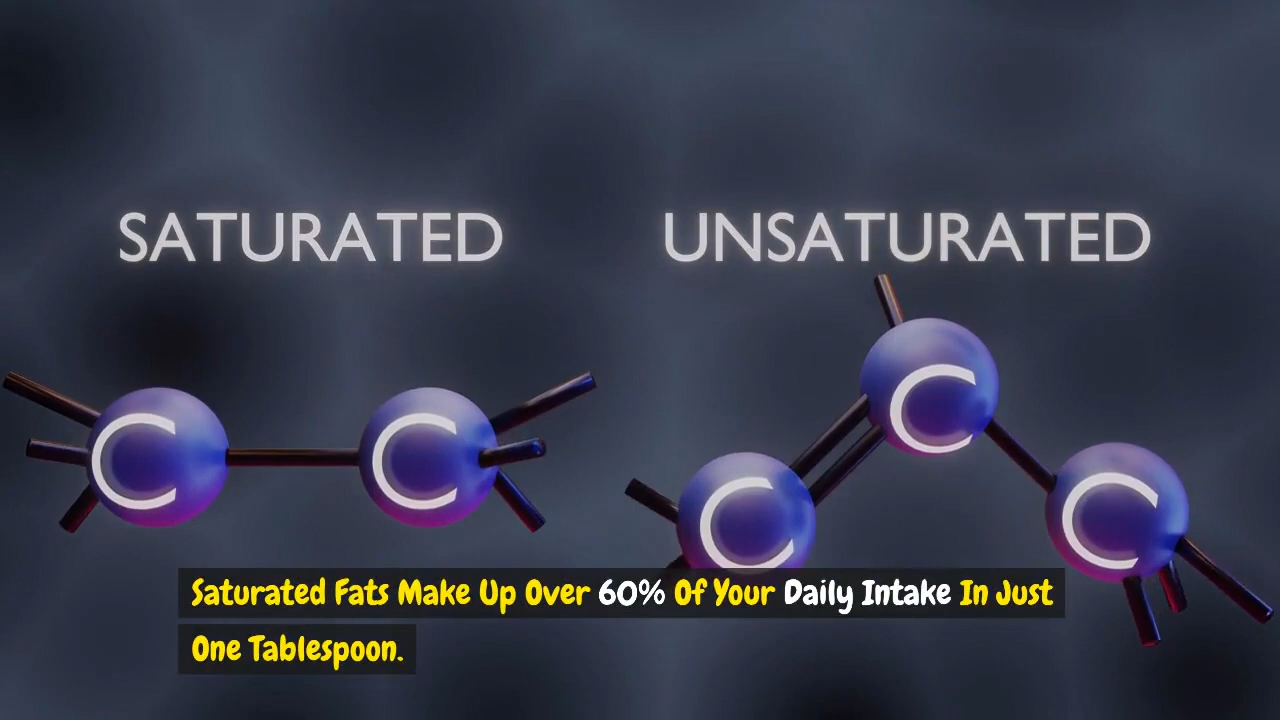 SATURATED UNSATURATED
C C C C C
Saturated Fats Make Up Over 60% Of Your Daily Intake In Just
One Tablespoon.